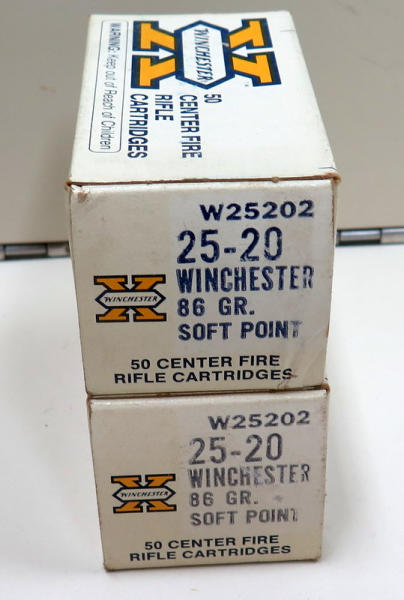 WINCHESTER
X
50
CENTER FIRE
RIFLE
CARTRIDGES
WARNING: Keep out of Reach of Children
W25202
25-20
WINCHESTER
86 GR.
SOFT POINT
X
WINCHESTER
50 CENTER FIRE
RIFLE CARTRIDGES
W25202
25-20
WINCHESTER
86 GR.
SOFT POINT
X
WINCHESTER
50 CENTER FIRE
RIFLE CARTRIDGES